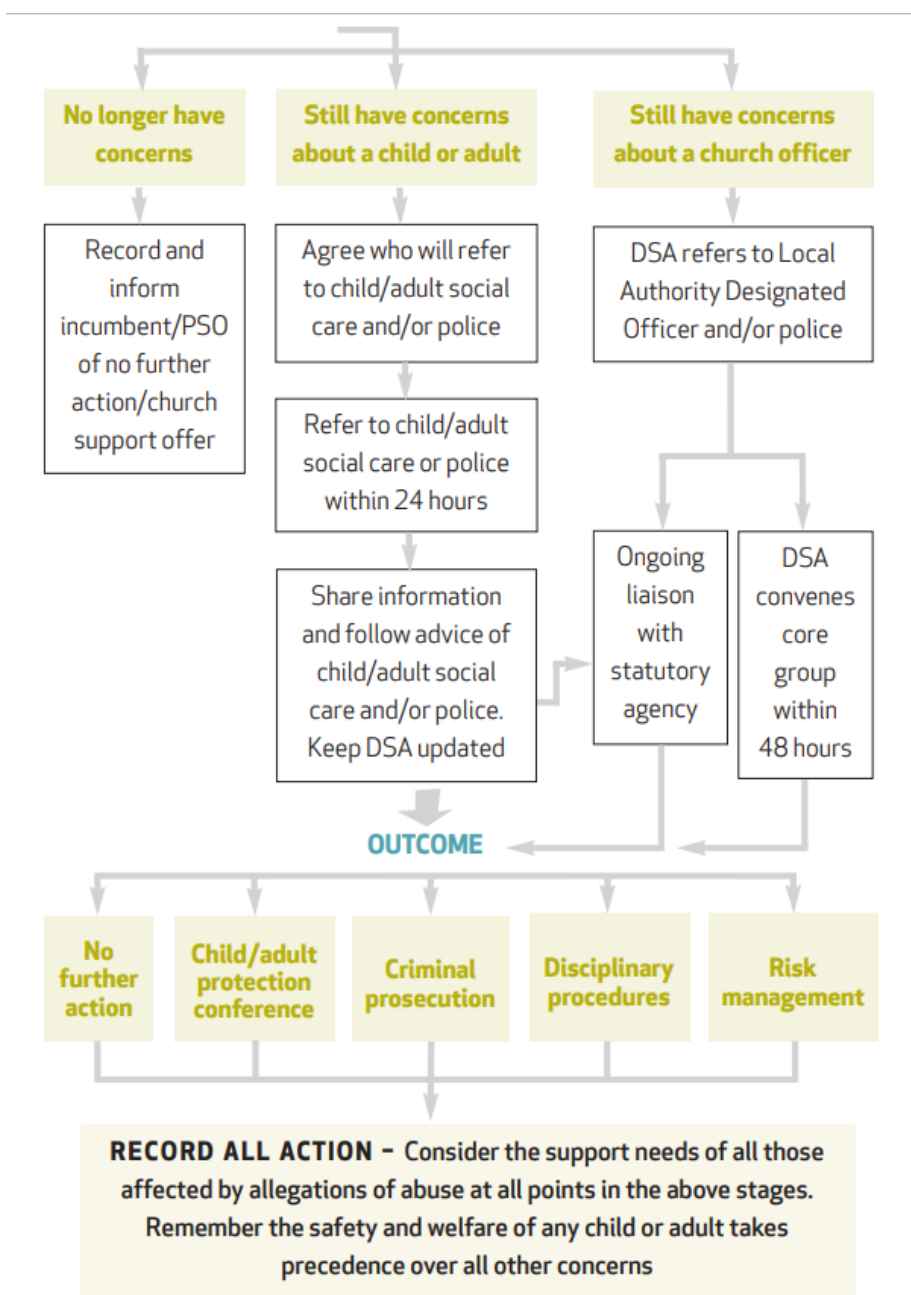 No longer have
concerns
Still have concerns
about a child or adult
Still have concerns
about a church officer
Record and
inform
incumbent/PSO
of no further
action/church
support offer
Agree who will refer
to child/adult social
care and/or police
DSA refers to Local
Authority Designated
Officer and/or police
Refer to child/adult
social care or police
within 24 hours
Share information
and follow advice of
child/adult social
care and/or police.
Keep DSA updated
Ongoing
liaison
with
statutory
agency
DSA
convenes
core
group
within
48 hours
OUTCOME
No
further
action
Child/adult
protection
conference
Criminal
prosecution
Disciplinary
procedures
Risk
management
RECORD ALL ACTION – Consider the support needs of all those
affected by allegations of abuse at all points in the above stages.
Remember the safety and welfare of any child or adult takes
precedence over all other concerns